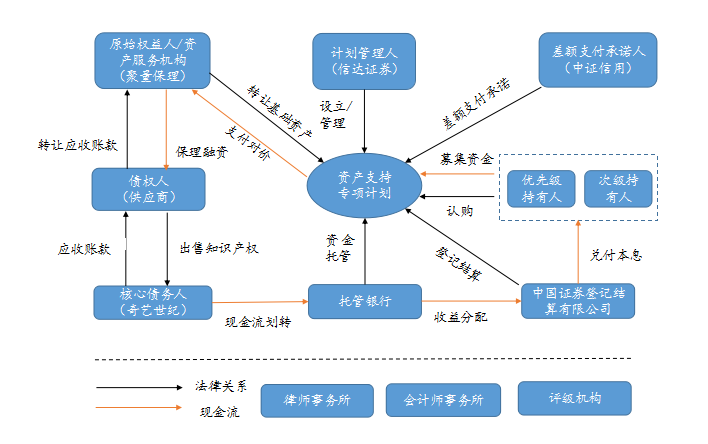 原始权益人/资
产服务机构
(聚量保理)
计划管理人
(信达证券)
差额支付承诺人
(中证信用)
转让基础资产
支付对价
设立/
管理
差额支付承诺
转让应收账款
保理融资
募集资金
债权人
(供应商)
资产支持
专项计划
优先级
持有人
次级持
有人
认购
应收账款
出售知识产权
资金
托管
登记结算
兑付本息
核心债务人
(奇艺世纪)
托管银行
中国证券登记结
算有限公司
现金流划转
收益分配
法律关系
现金流
律师事务所
会计师事务所
评级机构